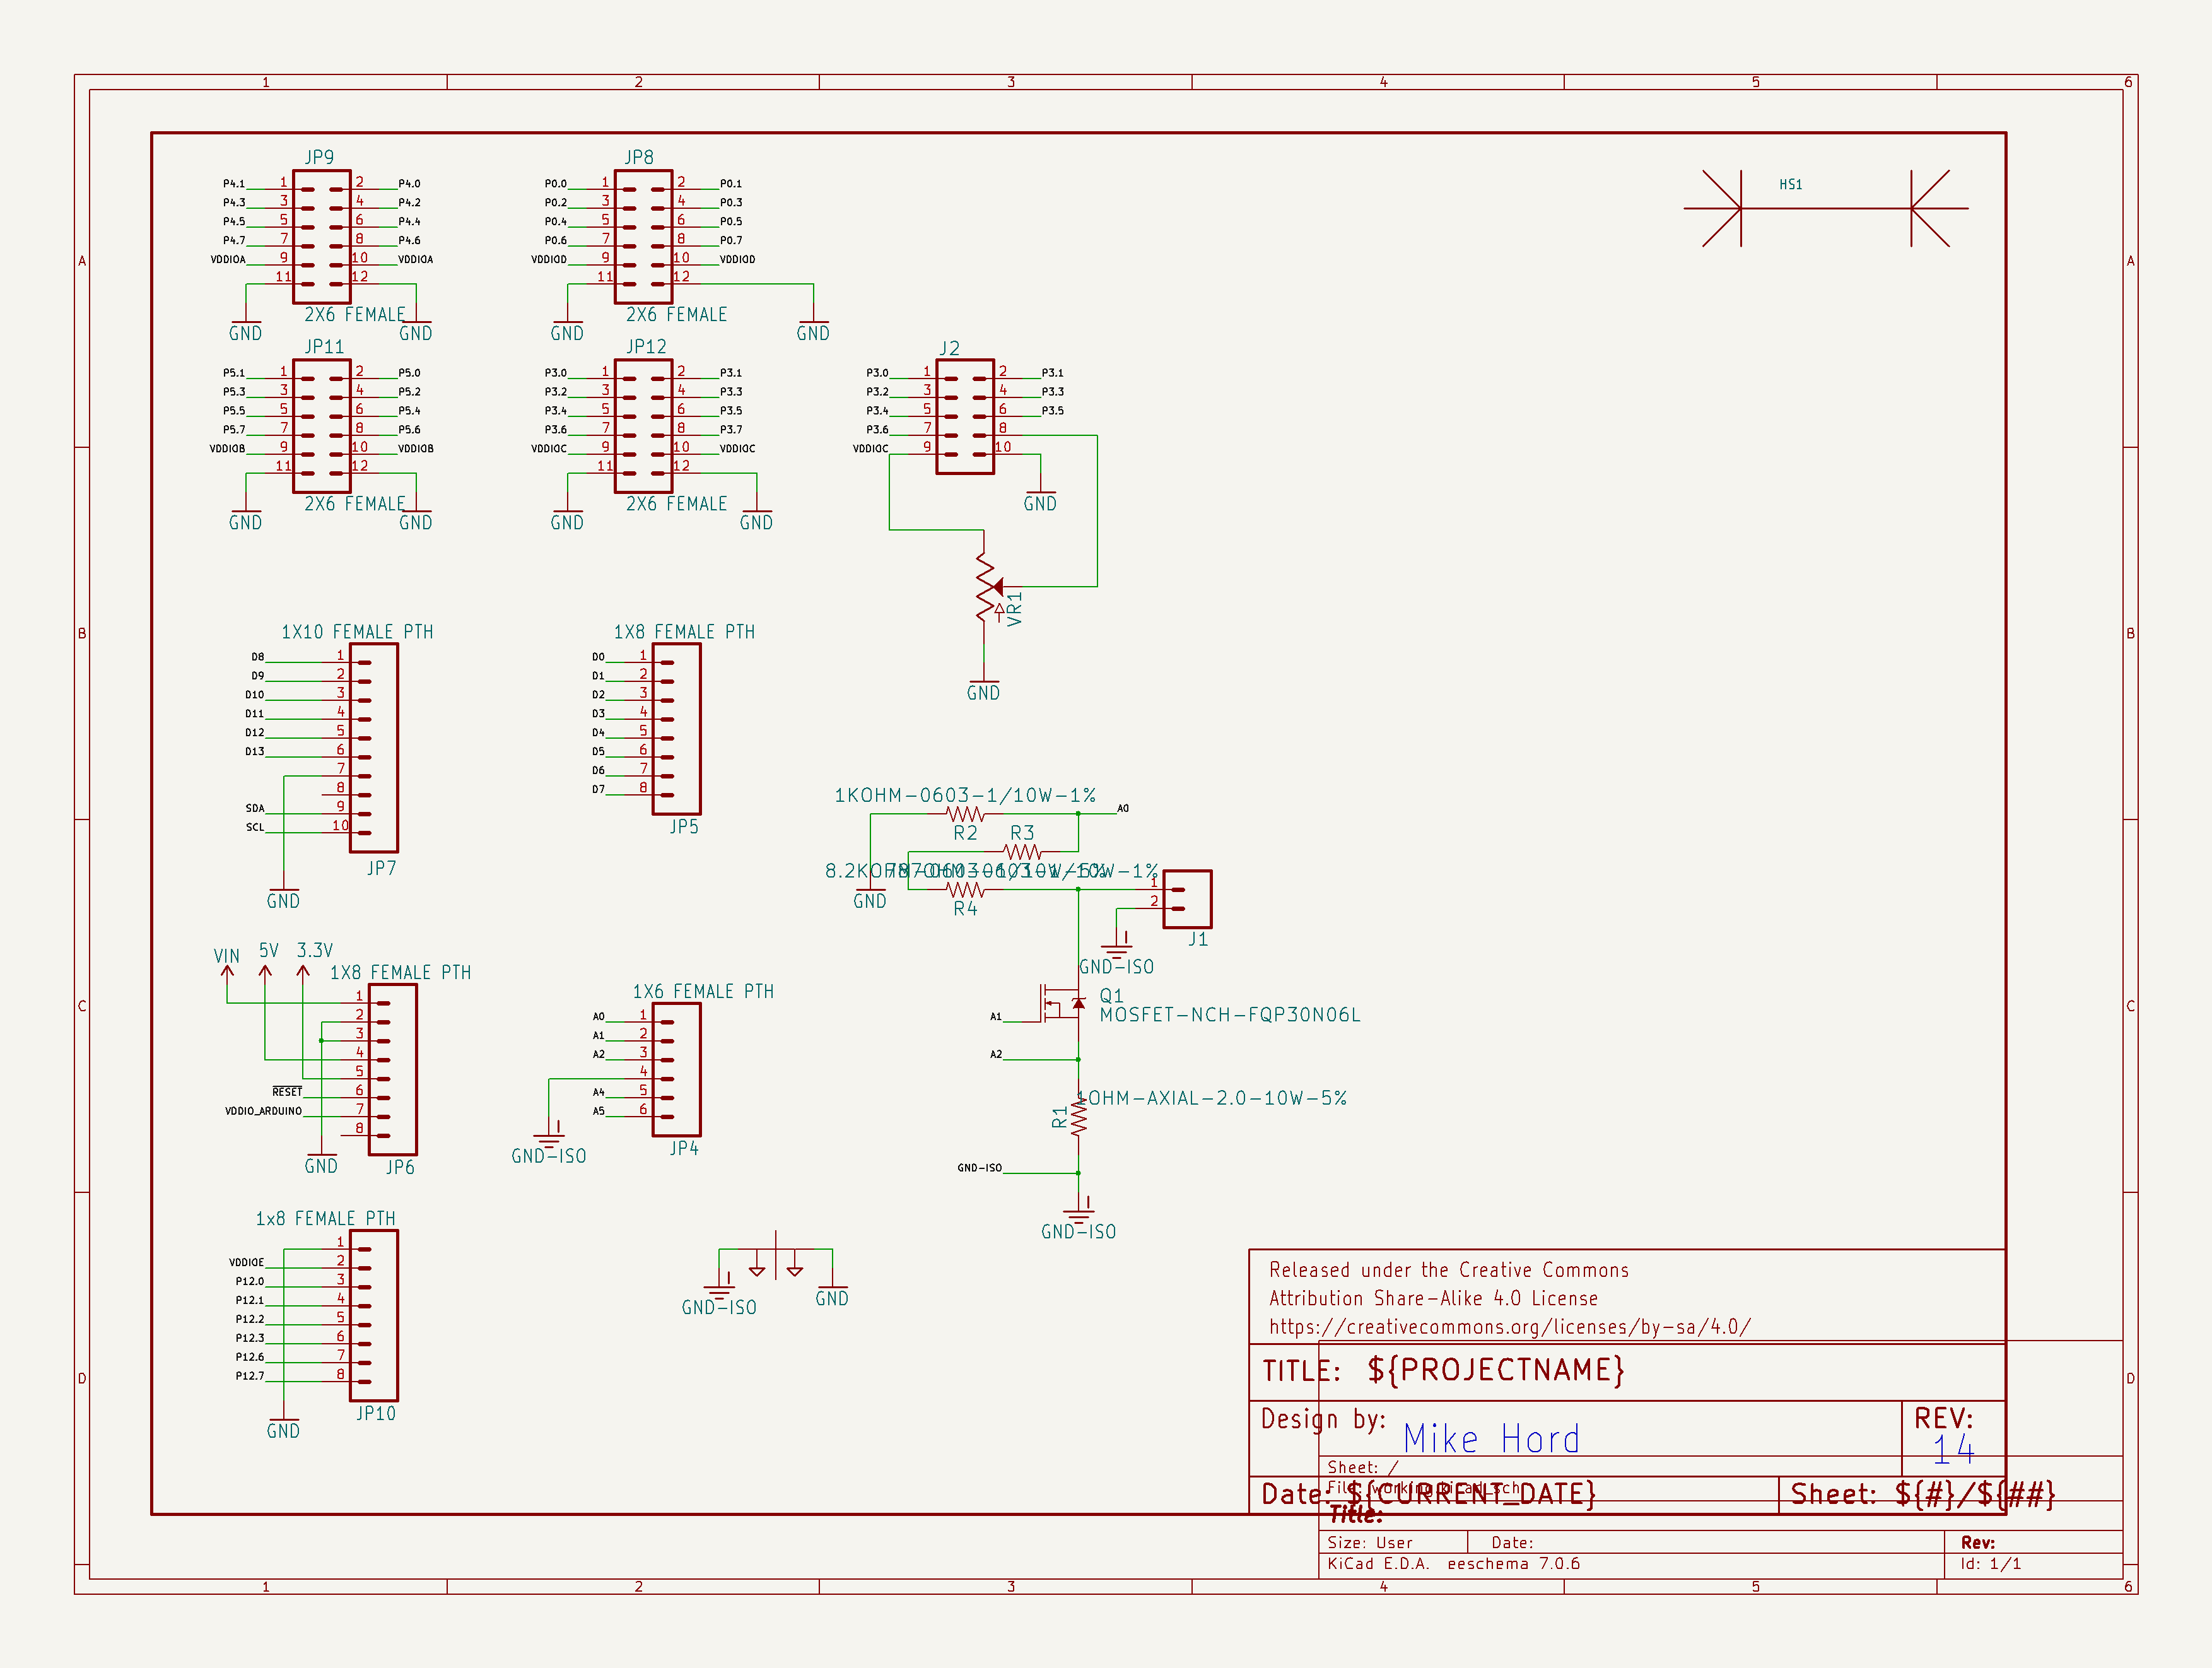 1 2 3 4 5 6
A A
JP9
P4.1 1 2 P4.0
P4.3 3 4 P4.2
P4.5 5 6 P4.4
P4.7 7 8 P4.6
VDDIOA 9 10 VDDIOA
11 12
2X6 FEMALE
GND GND
JP8
P0.0 1 2 P0.1
P0.2 3 4 P0.3
P0.4 5 6 P0.5
P0.6 7 8 P0.7
VDDIOD 9 10 VDDIOD
11 12
2X6 FEMALE
GND GND
HS1
JP11
P5.1 1 2 P5.0
P5.3 3 4 P5.2
P5.5 5 6 P5.4
P5.7 7 8 P5.6
VDDIOB 9 10 VDDIOB
11 12
2X6 FEMALE
GND GND
JP12
P3.0 1 2 P3.1
P3.2 3 4 P3.3
P3.4 5 6 P3.5
P3.6 7 8 P3.7
VDDIOC 9 10 VDDIOC
11 12
2X6 FEMALE
GND GND
J2
P3.0 1 2 P3.1
P3.2 3 4 P3.3
P3.4 5 6 P3.5
P3.6 7 8
VDDIOC 9 10
GND
VR1
GND
B B
1X10 FEMALE PTH
D8 1
D9 2
D10 3
D11 4
D12 5
D13 6
7
8
SDA 9
SCL 10
JP7
GND
1X8 FEMALE PTH
D0 1
D1 2
D2 3
D3 4
D4 5
D5 6
D6 7
D7 8
JP5
1KOHM-0603-1/10W-1%
A0
R2 R3
R4
GND
1
2
J1
GND-ISO
C C
VIN 5V 3.3V
1X8 FEMALE PTH
1
2
3
4
5
RESET 6
VDDIO_ARDUINO 7
8
GND JP6
1X6 FEMALE PTH
A0 1
A1 2
A2 3
4
A4 5
A5 6
JP4
GND-ISO
Q1
MOSFET-NCH-FQP30N06L
A1
A2
1OHM-AXIAL-2.0-10W-5%
R1
GND-ISO
GND-ISO
D D
1x8 FEMALE PTH
1
VDDIOE 2
P12.0 3
P12.1 4
P12.2 5
P12.3 6
P12.6 7
P12.7 8
JP10
GND
GND-ISO GND
Released under the Creative Commons
Attribution Share-Alike 4.0 License
https://creativecommons.org/licenses/by-sa/4.0/
TITLE: ${PROJECTNAME}
Design by: Mike Hord
REV: 14
Sheet: /
File: working.kicad_sch
Date: ${CURRENT_DATE} Sheet: ${#}/${##}
Title:
Size: User Date: Rev:
KiCad E.D.A. eeschema 7.0.6 Id: 1/1
1 2 3 4 5 6